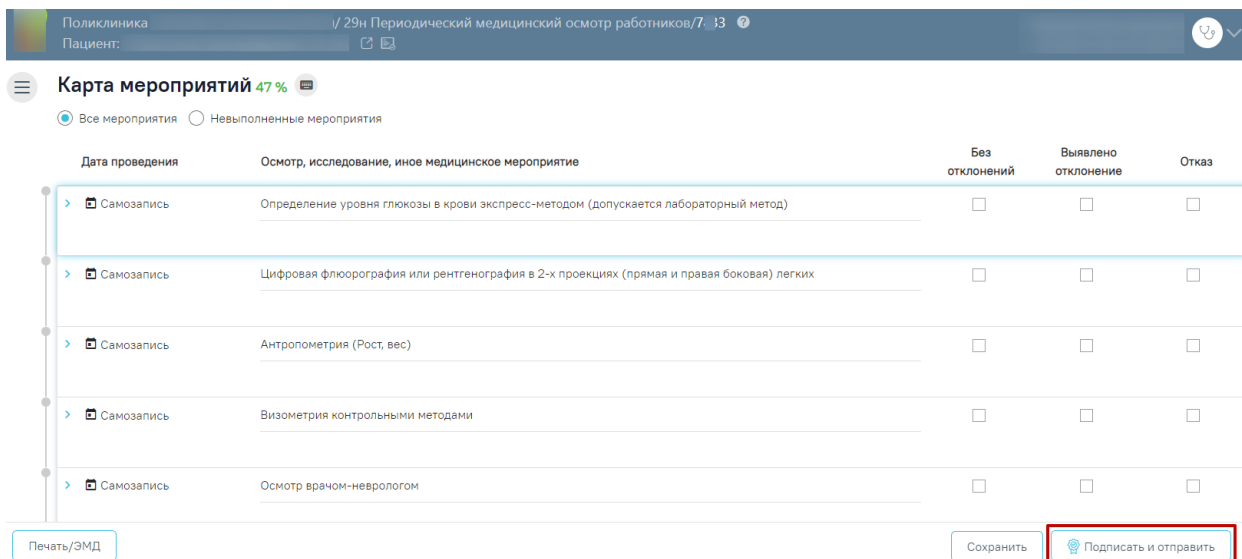 Поликлиника / 29н Периодический медицинский осмотр работников/
Пациент:
Карта мероприятий 47 %
Все мероприятия Невыполненные мероприятия
Дата проведения Осмотр, исследование, иное медицинское мероприятие Без отклонений Выявлено отклонение Отказ
Самозапись Определение уровня глюкозы в крови экспресс-методом (допускается лабораторный метод)
Самозапись Цифровая флюорография или рентгенография в 2-х проекциях (прямая и правая боковая) легких
Самозапись Антропометрия (Рост, вес)
Самозапись Визометрия контрольными методами
Самозапись Осмотр врачом-неврологом
Печать/ЭМД Сохранить Подписать и отправить